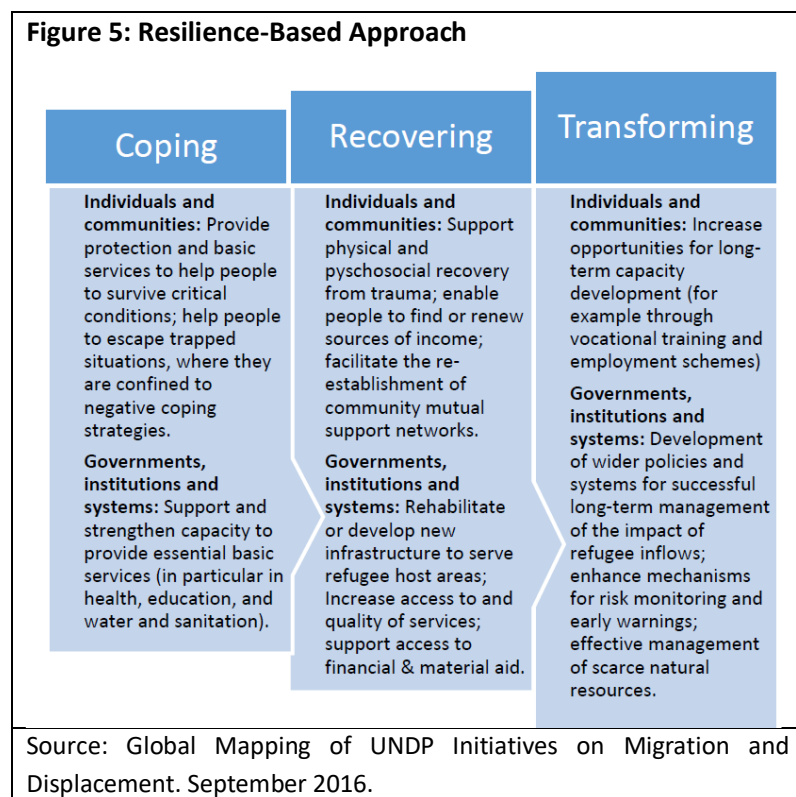 Figure 5: Resilience-Based Approach
Coping
Individuals and
communities: Provide
protection and basic
services to help people
to survive critical
conditions; help people
to escape trapped
situations, where they
are confined to
negative coping
strategies.
Governments,
institutions and
systems: Support and
strengthen capacity to
provide essential basic
services (in particular in
health, education, and
water and sanitation).
Recovering
Individuals and
communities: Support
physical and
pyschosocial recovery
from trauma; enable
people to find or renew
sources of income;
facilitate the re-
establishment of
community mutual
support networks.
Governments,
institutions and
systems: Rehabilitate
or develop new
infrastructure to serve
refugee host areas;
Increase access to and
quality of services;
support access to
financial & material aid.
Transforming
Individuals and
communities: Increase
opportunities for long-
term capacity
development (for
example through
vocational training and
employment schemes)
Governments,
institutions and
systems: Development
of wider policies and
systems for successful
long-term management
of the impact of
refugee inflows;
enhance mechanisms
for risk monitoring and
early warnings;
effective management
of scarce natural
resources.
Source: Global Mapping of UNDP Initiatives on Migration and
Displacement. September 2016.